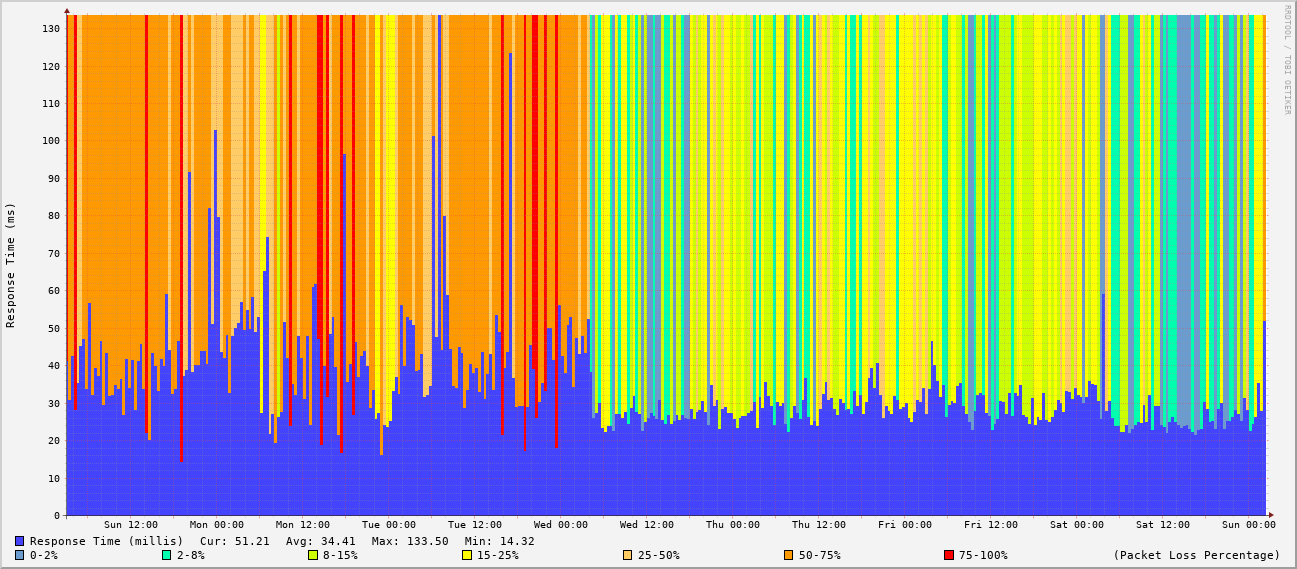 RRDTOOL / TOBI OETIKER
Response Time (ms)
130
120
110
100
90
80
70
60
50
40
30
20
10
0
Sun 12:00 Mon 00:00 Mon 12:00 Tue 00:00 Tue 12:00 Wed 00:00 Wed 12:00 Thu 00:00 Thu 12:00 Fri 00:00 Fri 12:00 Sat 00:00 Sat 12:00 Sun 00:00
Response Time (millis) Cur: 51.21 Avg: 34.41 Max: 133.50 Min: 14.32
0-2% 2-8% 8-15% 15-25% 25-50% 50-75% 75-100% (Packet Loss Percentage)